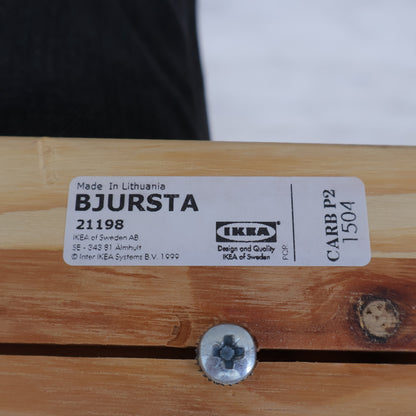 Made In Lithuania
BJURSTA
21198
IKEA of Sweden AB
SE - 343 81 Älmhult
© Inter IKEA Systems B.V. 1999
IKEA
Design and Quality
IKEA of Sweden
FOR
CARB P2
1504